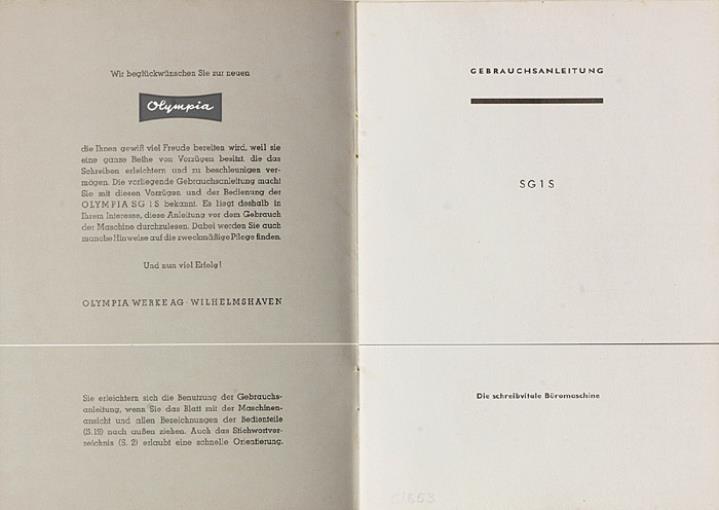 Wir beglückwünschen Sie zur neuen
Olympia
die Ihnen gewiß viel Freude bereiten wird, weil sie
eine ganze Reihe von Vorzügen besitzt, die das
Schreiben erleichtern und zu beschleunigen ver-
mögen. Die vorliegende Gebrauchsanleitung macht
Sie mit diesen Vorzügen und der Bedienung der
OLYMPIA SG 1 S bekannt. Es liegt deshalb in
Ihrem Interesse, diese Anleitung vor dem Gebrauch
der Maschine durchzulesen. Dabei werden Sie auch
manche Hinweise auf die zweckmäßige Pflege finden.
Und nun viel Erfolg!
OLYMPIA WERKE AG · WILHELMSHAVEN
Sie erleichtern sich die Benutzung der Gebrauchs-
anleitung, wenn Sie das Blatt mit der Maschinen-
ansicht und allen Bezeichnungen der Bedienteile
(S. 12) nach außen ziehen. Auch das Stichwortver-
zeichnis (S. 2) erlaubt eine schnelle Orientierung.
GEBRAUCHSANLEITUNG
SG 1 S
Die schreibvitale Büromaschine